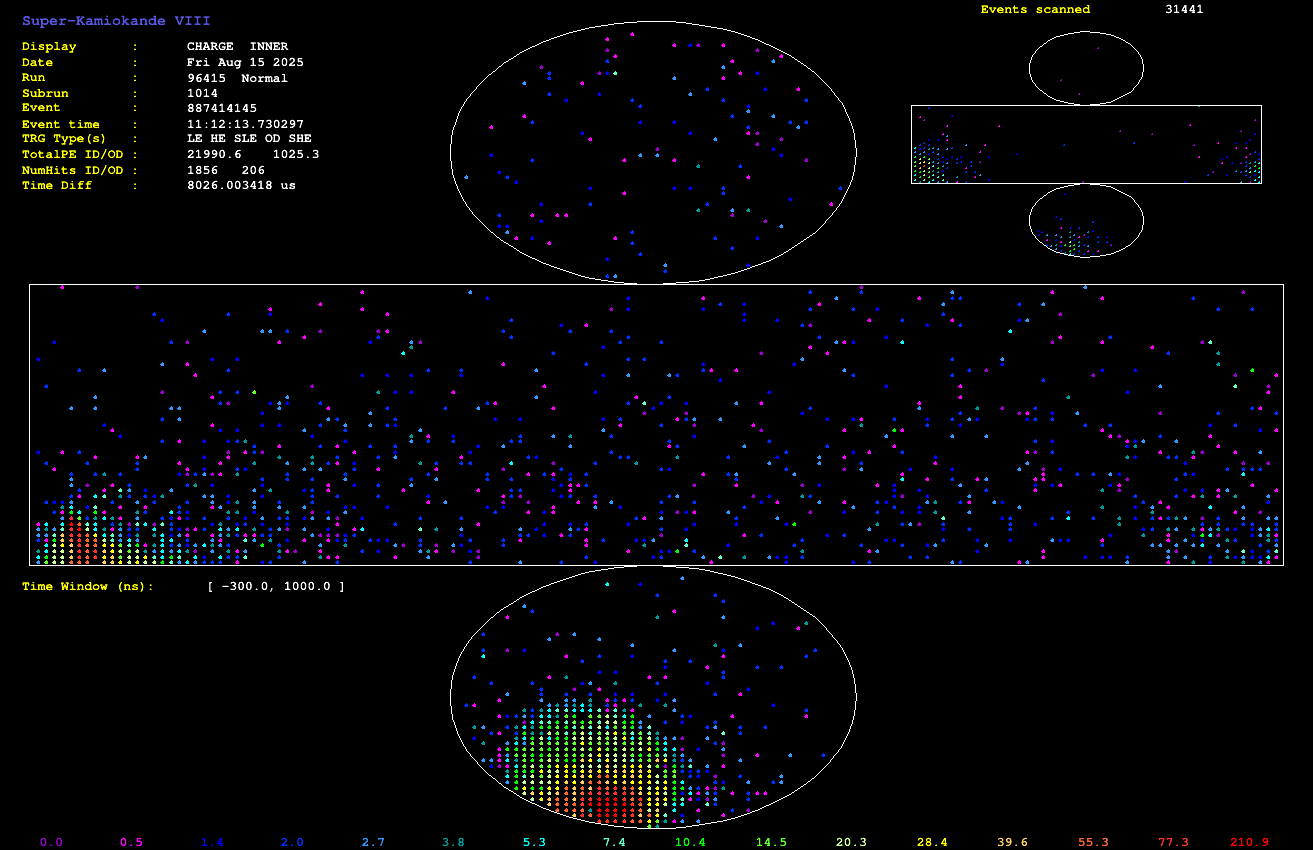 Super-Kamiokande VIII
Display : CHARGE INNER
Date : Fri Aug 15 2025
Run : 96415 Normal
Subrun : 1014
Event : 887414145
Event time : 11:12:13.730297
TRG Type(s) : LE HE SLE OD SHE
TotalPE ID/OD : 21990.6 1025.3
NumHits ID/OD : 1856 206
Time Diff : 8026.003418 us
Events scanned 31441
Time Window (ns): [ -300.0, 1000.0 ]
0.0 0.5 1.4 2.0 2.7 3.8 5.3 7.4 10.4 14.5 20.3 28.4 39.6 55.3 77.3 210.9